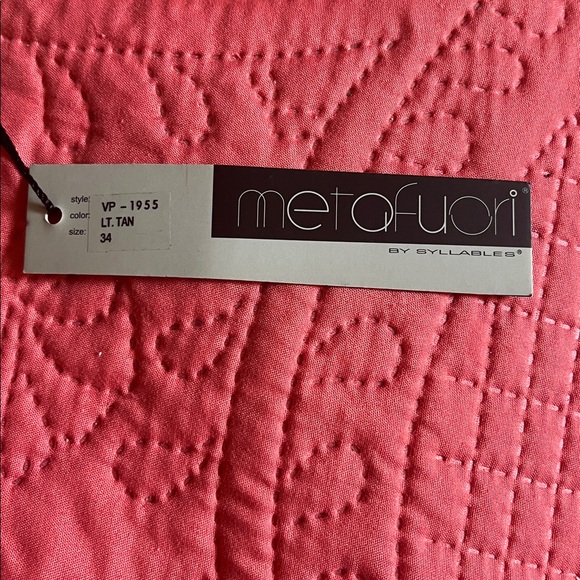 style: VP - 1955
color: LT. TAN
size: 34
metafuori®
BY SYLLABLES®